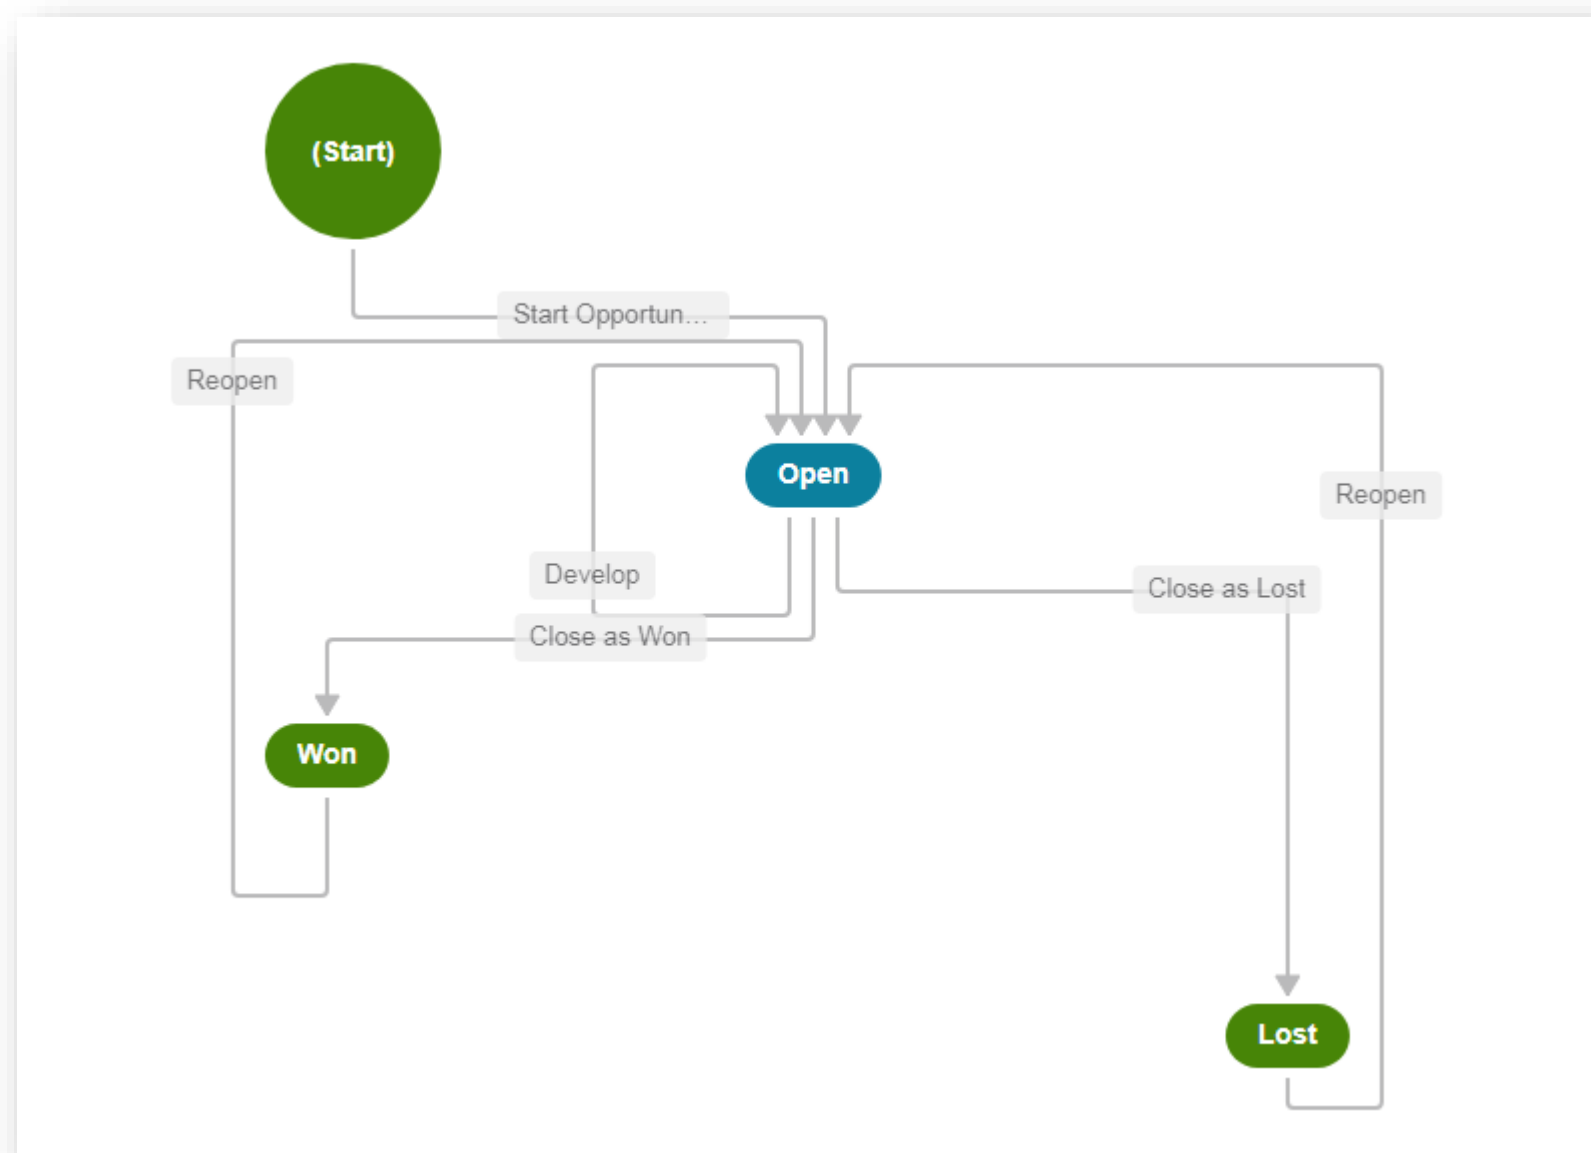 (Start)
Start Opportun...
Reopen
Open
Reopen
Develop
Close as Lost
Close as Won
Won
Lost